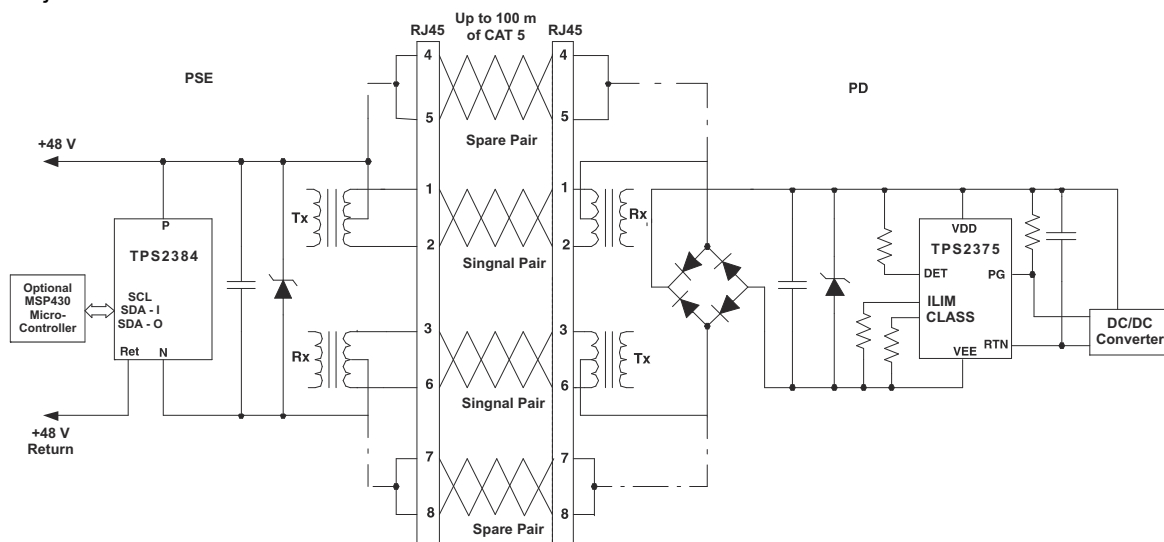 Up to 100 m
of CAT 5
RJ45
RJ45
PSE
PD
4
5
4
5
Spare Pair
+48 V
1
2
1
2
Tx
Rx
Singnal Pair
P
TPS2384
SCL
SDA - I
SDA - O
Ret
N
Optional
MSP430
Micro-
Controller
VDD
TPS2375
DET
PG
ILIM
CLASS
RTN
VEE
DC/DC
Converter
3
6
3
6
Rx
Tx
Singnal Pair
+48 V
Return
7
8
7
8
Spare Pair